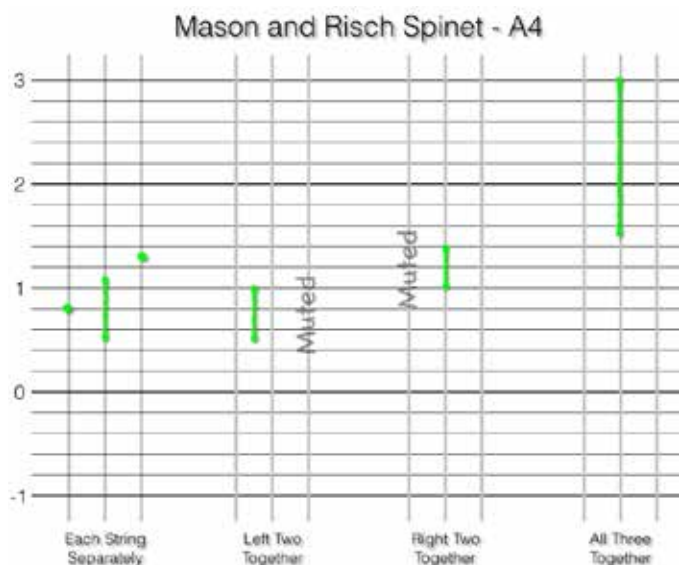 Mason and Risch Spinet - A4
3
2
1
0
-1
Muted
Muted
Each String
Separately
Left Two
Together
Right Two
Together
All Three
Together